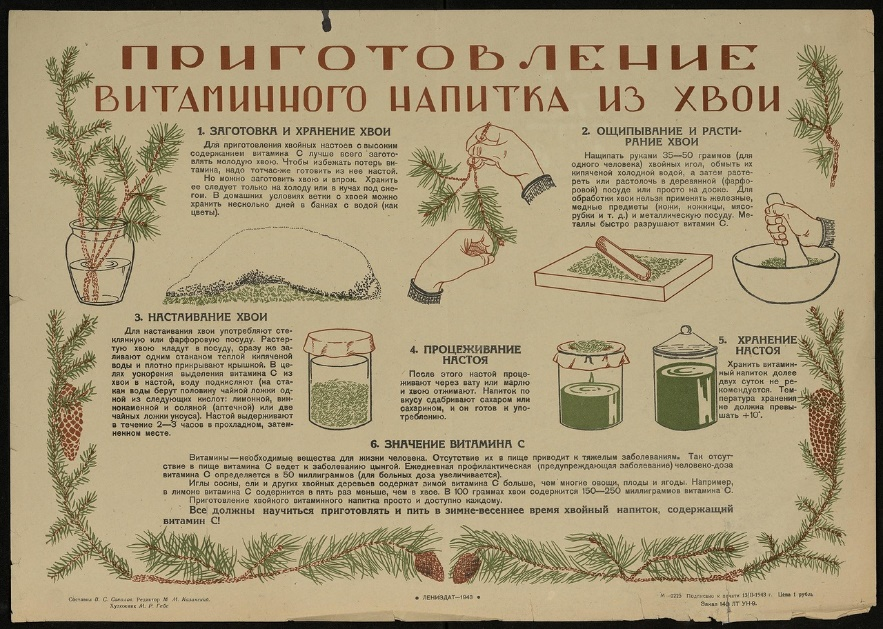 ПРИГОТОВЛЕНИЕ
ВИТАМИННОГО НАПИТКА ИЗ ХВОИ
1. ЗАГОТОВКА И ХРАНЕНИЕ ХВОИ
Для приготовления хвойных настоев с высоким
содержанием витамина С лучше всего загото-
влять молодую хвою. Чтобы избежать потерь ви-
тамина, надо тотчас-же готовить из нее настой.
Но можно заготовить хвою и впрок. Хранить
ее следует только на холоду или в кучах под сне-
гом. В домашних условиях ветки с хвоей можно
хранить несколько дней в банках с водой (как
цветы).
2. ОЩИПЫВАНИЕ И РАСТИ-
РАНИЕ ХВОИ
Нащипать руками 35—50 граммов (для
одного человека) хвойных игол, обмыть их
кипяченой холодной водой, а затем расте-
реть или растолочь в деревянной (фарфо-
ровой) посуде или просто на доске. Для
обработки хвои нельзя применять железные,
медные предметы (ножи, ножницы, мясо-
рубки и т. д.) и металлическую посуду. Ме-
таллы быстро разрушают витамин С.
3. НАСТАИВАНИЕ ХВОИ
Для настаивания хвои употребляют сте-
клянную или фарфоровую посуду. Растер-
тую хвою кладут в посуду, сразу же за-
ливают одним стаканом теплой кипяченой
воды и плотно прикрывают крышкой. В це-
лях ускорения выделения витамина С из
хвои в настой, воду подкисляют (на ста-
кан воды берут половину чайной ложки од-
ной из следующих кислот: лимонной, вин-
нокаменной и соляной (аптечной) или две
чайных ложки уксуса). Настой выдерживают
в течение 2—3 часов в прохладном, затем-
ненном месте.
4. ПРОЦЕЖИВАНИЕ
НАСТОЯ
После этого настой проце-
живают через вату или марлю
и хвою отжимают. Напиток по
вкусу сдабривают сахаром или
сахарином, и он готов к упо-
треблению.
5. ХРАНЕНИЕ
НАСТОЯ
Хранить витамин-
ный напиток долее
двух суток не ре-
комендуется. Тем-
пература хранения
не должна превы-
шать +10°.
6. ЗНАЧЕНИЕ ВИТАМИНА С
Витамины—необходимые вещества для жизни человека. Отсутствие их в пище приводит к тяжелым заболеваниям. Так отсут-
ствие в пище витамина С ведет к заболеванию цынгой. Ежедневная профилактическая (предупреждающая заболевание) человеко-доза
витамина С определяется в 50 миллиграммов (для больных доза увеличивается).
Иглы сосны, ели и других хвойных деревьев содержат зимой витамина С больше, чем многие овощи, плоды и ягоды. Например,
в лимоне витамина С содержится в пять раз меньше, чем в хвое. В 100 граммах хвои содержится 150—250 миллиграммов витамина С.
Приготовление хвойного витаминного напитка просто и доступно каждому.
Все должны научиться приготовлять и пить в зимне-весеннее время хвойный напиток, содержащий
витамин С!
Редактор М. М.
Художник М. Р. Габе
ЛЕНИЗДАТ—1943
Подписано к печати 1943 г. Цена 1 рубль
Заказ